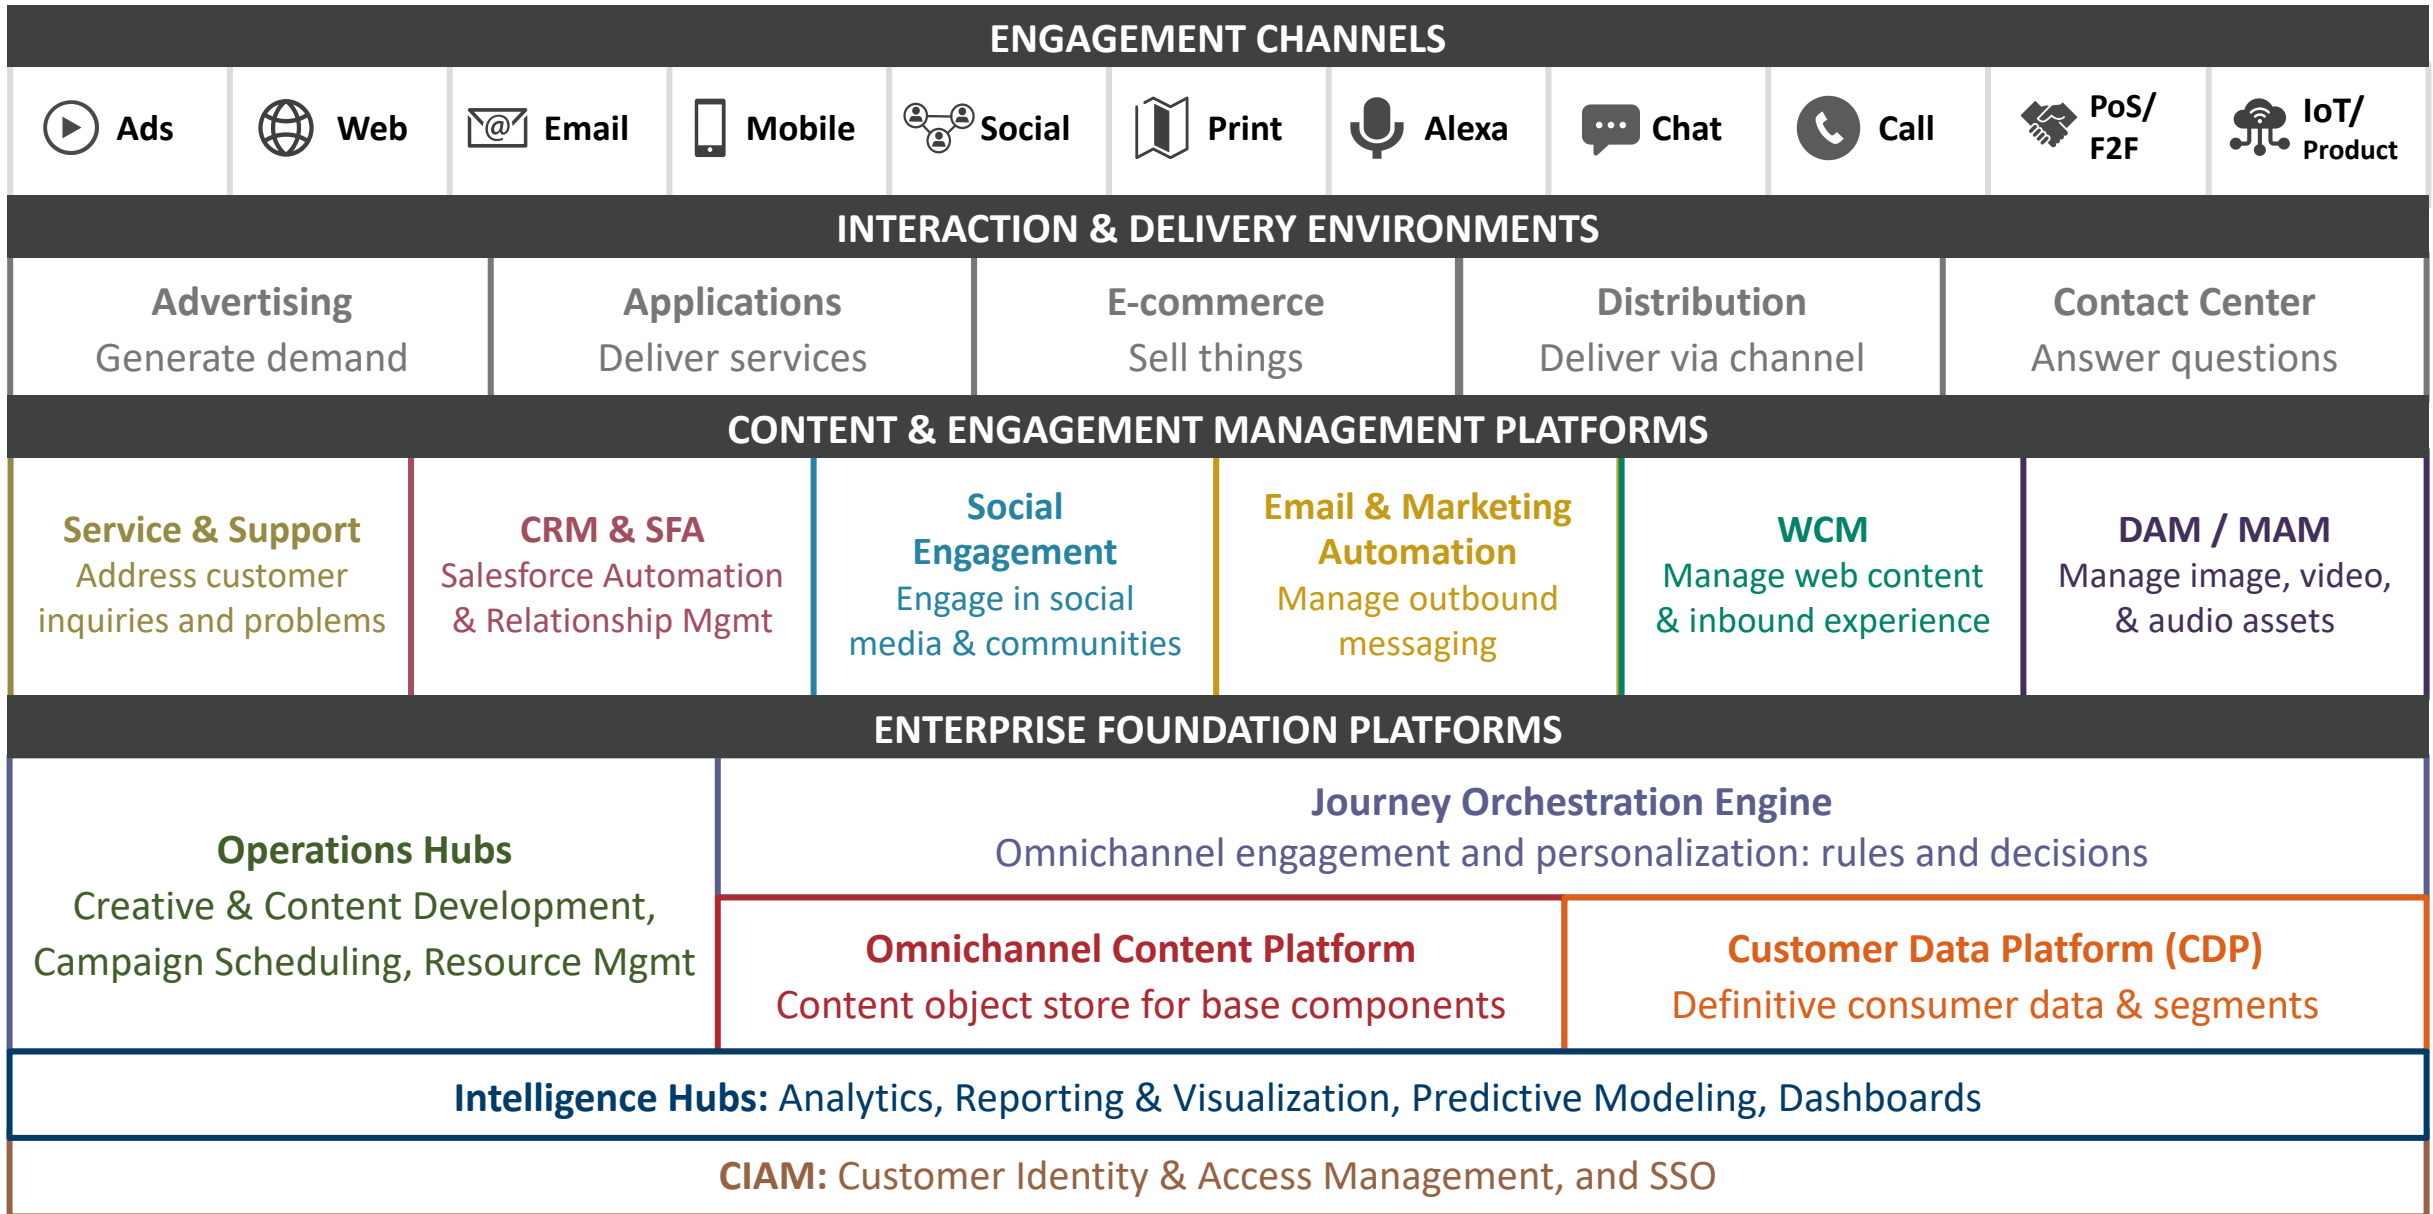 ENGAGEMENT CHANNELS
Ads
Web
@
Email
Mobile
Social
Print
Alexa
Chat
Call
PoS/
F2F
IoT/
Product
INTERACTION & DELIVERY ENVIRONMENTS
Advertising
Generate demand
Applications
Deliver services
E-commerce
Sell things
Distribution
Deliver via channel
Contact Center
Answer questions
CONTENT & ENGAGEMENT MANAGEMENT PLATFORMS
Service & Support
Address customer
inquiries and problems
CRM & SFA
Salesforce Automation
& Relationship Mgmt
Social
Engagement
Engage in social
media & communities
Email & Marketing
Automation
Manage outbound
messaging
WCM
Manage web content
& inbound experience
DAM / MAM
Manage image, video,
& audio assets
ENTERPRISE FOUNDATION PLATFORMS
Operations Hubs
Creative & Content Development,
Campaign Scheduling, Resource Mgmt
Journey Orchestration Engine
Omnichannel engagement and personalization: rules and decisions
Omnichannel Content Platform
Content object store for base components
Customer Data Platform (CDP)
Definitive consumer data & segments
Intelligence Hubs: Analytics, Reporting & Visualization, Predictive Modeling, Dashboards
CIAM: Customer Identity & Access Management, and SSO